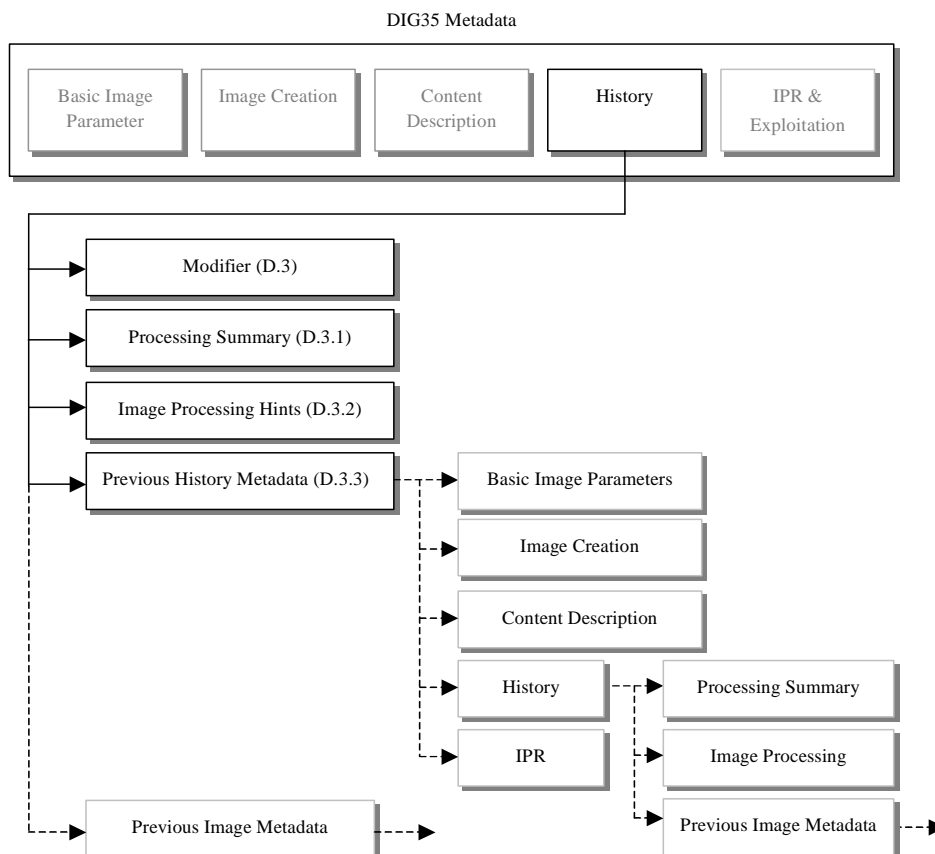 DIG35 Metadata
Basic Image
Parameter
Image Creation
Content
Description
History
IPR &
Exploitation
Modifier (D.3)
Processing Summary (D.3.1)
Image Processing Hints (D.3.2)
Previous History Metadata (D.3.3)
Basic Image Parameters
Image Creation
Content Description
History
Processing Summary
IPR
Image Processing
Previous Image Metadata
Previous Image Metadata